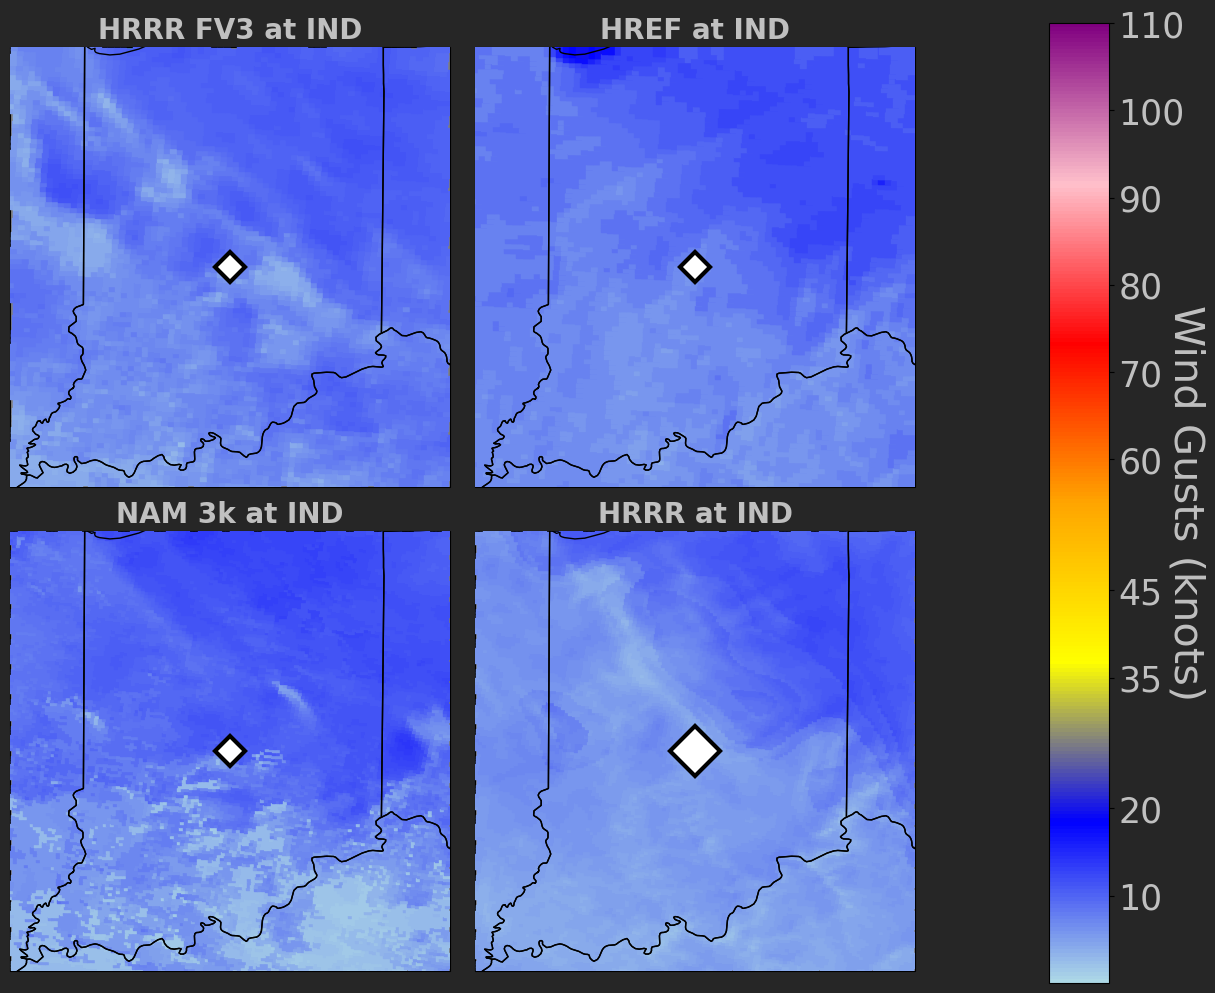 HRRR FV3 at IND
HREF at IND
NAM 3k at IND
HRRR at IND
110
100
90
80
70
60
45
35
20
10
Wind Gusts (knots)